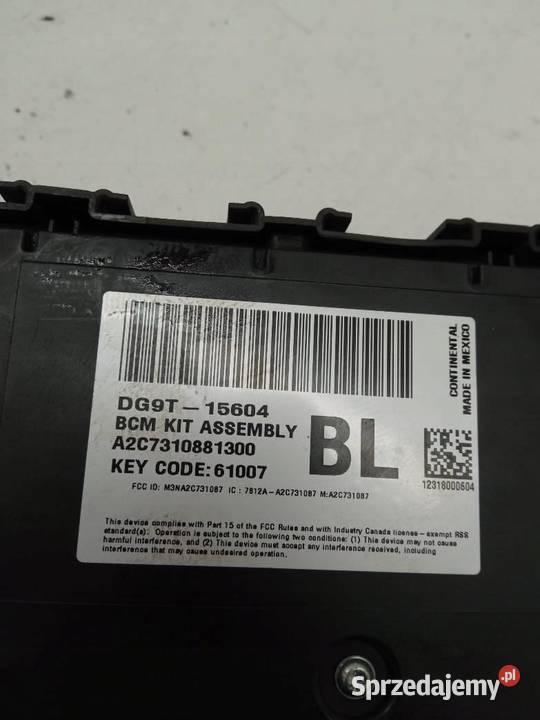 DG9T-15604
BCM KIT ASSEMBLY
A2C7310881300
KEY CODE:61007
BL
CONTINENTAL
MADE IN MEXICO
12318000604
FCC ID: M3NA2C731087 IC : 7812A-A2C731087 M:A2C731087
This device complies with Part 15 of the FCC Rules and with Industry Canada license-exempt RSS
standard(s). Operation is subject to the following two conditions: (1) This device may not cause
harmful interference, and (2) This device must accept any interference received, including
interference that may cause undesired operation.
Sprzedajemy.pl